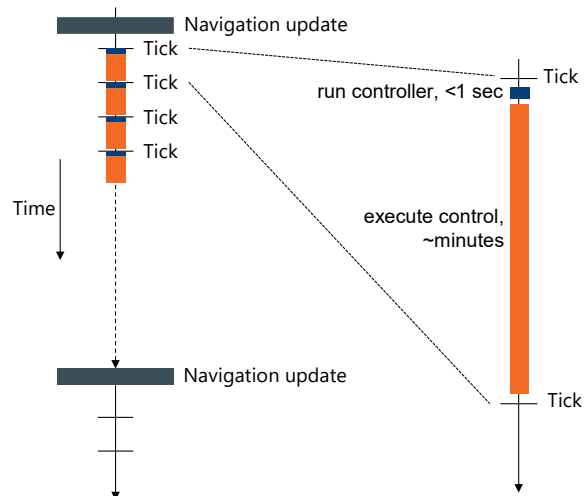 Navigation update
Tick
Tick
Tick
Tick
Time
Navigation update
Tick
run controller, <1 sec
execute control,
~minutes
Tick